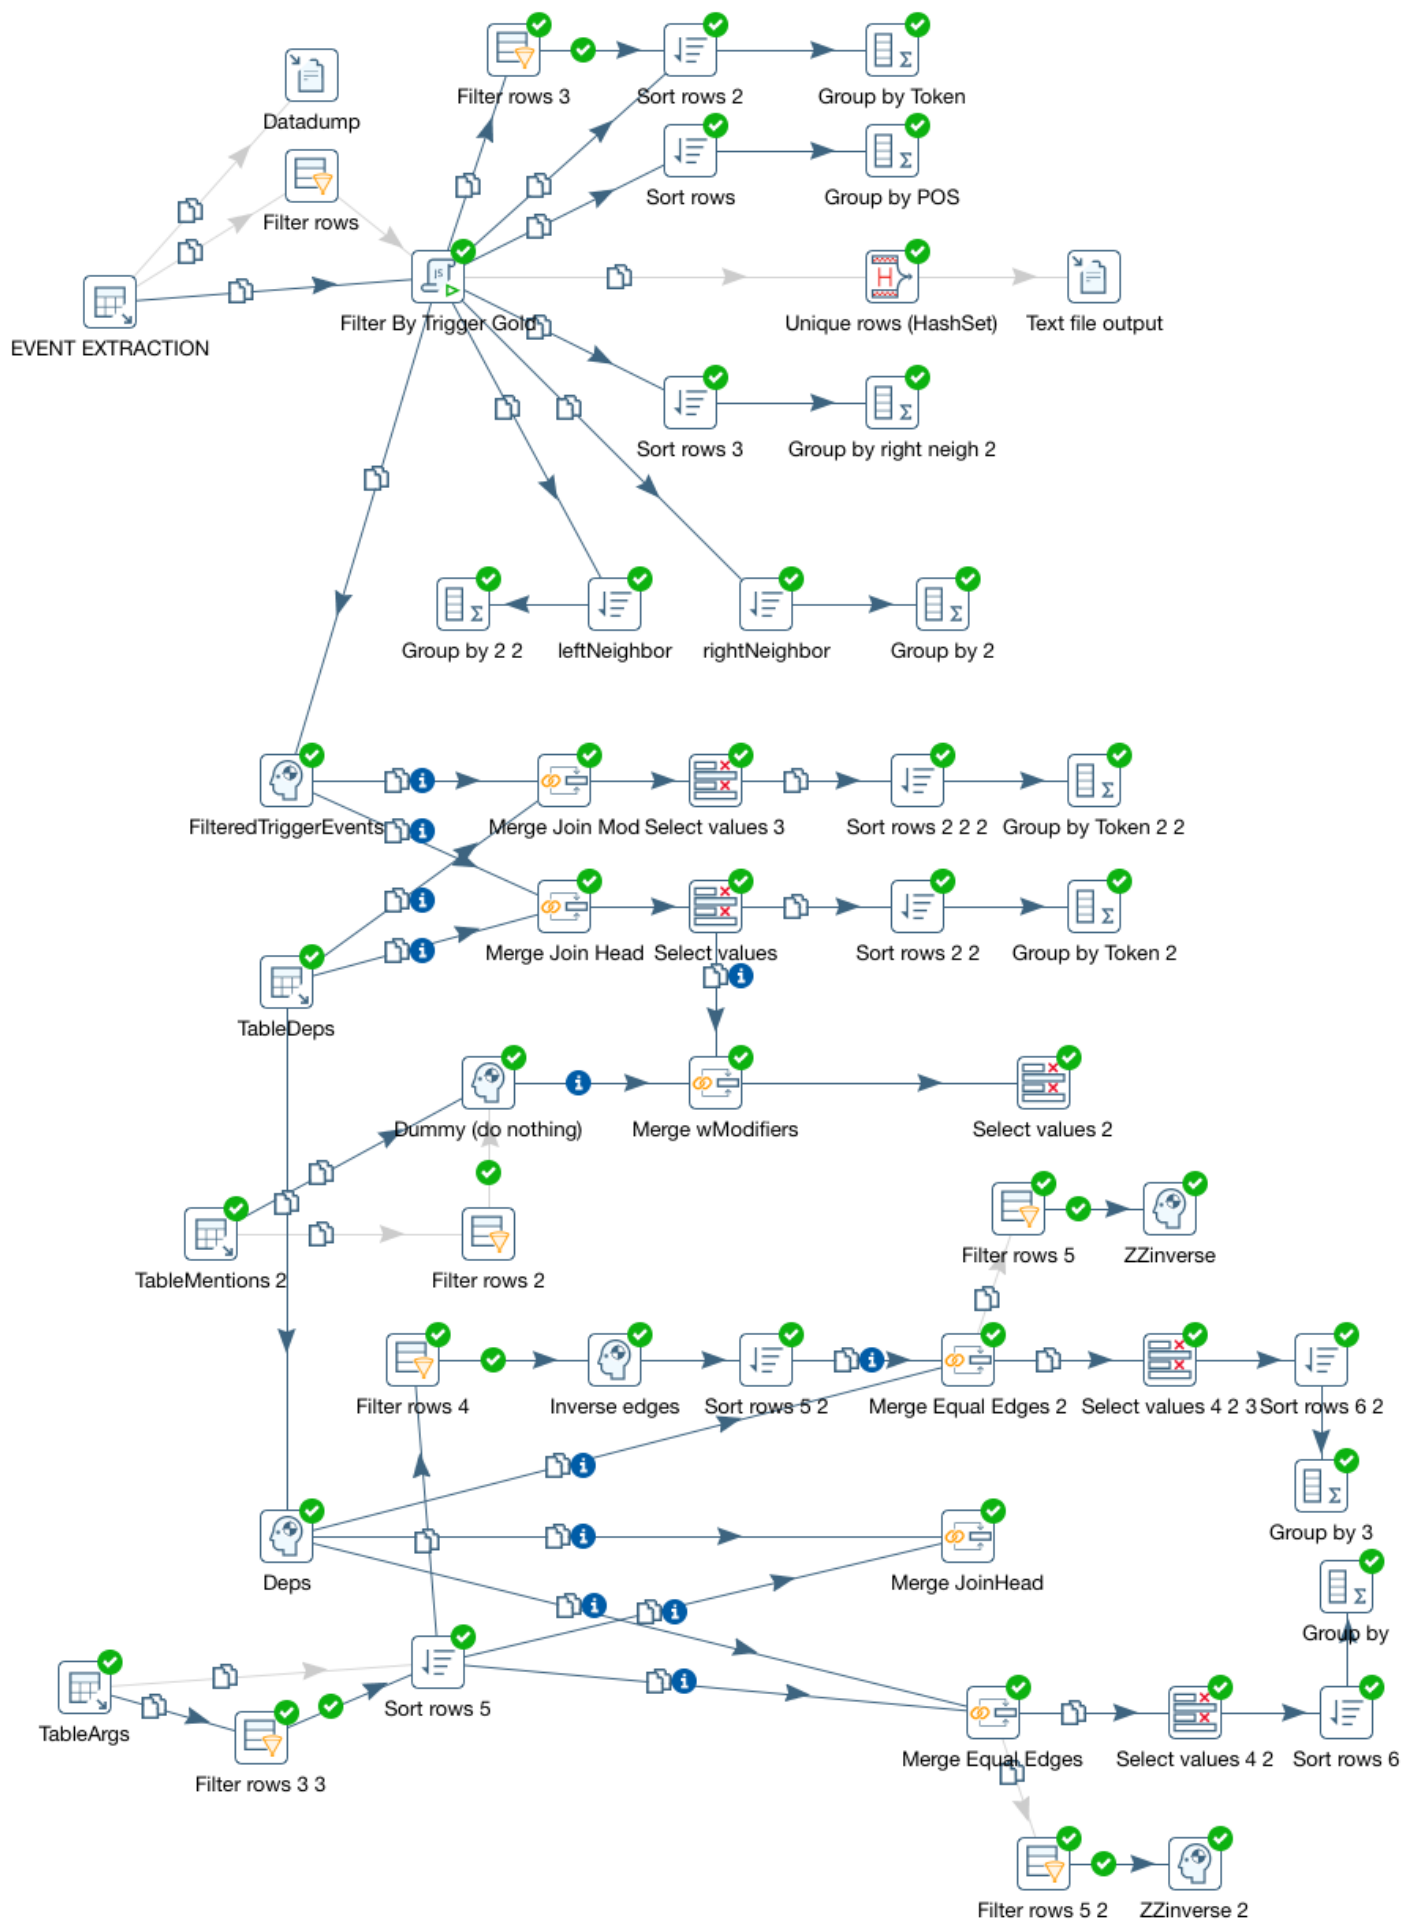 Filter rows 3
Sort rows 2
Group by Token
Datadump
Sort rows
Group by POS
Filter rows
Filter By Trigger Gold
Unique rows (HashSet)
Text file output
EVENT EXTRACTION
Sort rows 3
Group by right neigh 2
Group by 2 2
leftNeighbor
rightNeighbor
Group by 2
FilteredTriggerEvents
Merge Join Mod
Select values 3
Sort rows 2 2 2
Group by Token 2 2
Merge Join Head
Select values
Sort rows 2 2
Group by Token 2
TableDeps
Dummy (do nothing)
Merge wModifiers
Select values 2
Filter rows 5
ZZinverse
TableMentions 2
Filter rows 2
Filter rows 4
Inverse edges
Sort rows 5 2
Merge Equal Edges 2
Select values 4 2 3
Sort rows 6 2
Group by 3
Deps
Merge JoinHead
Group by
Sort rows 5
TableArgs
Filter rows 3 3
Merge Equal Edges
Select values 4 2
Sort rows 6
Filter rows 5 2
ZZinverse 2